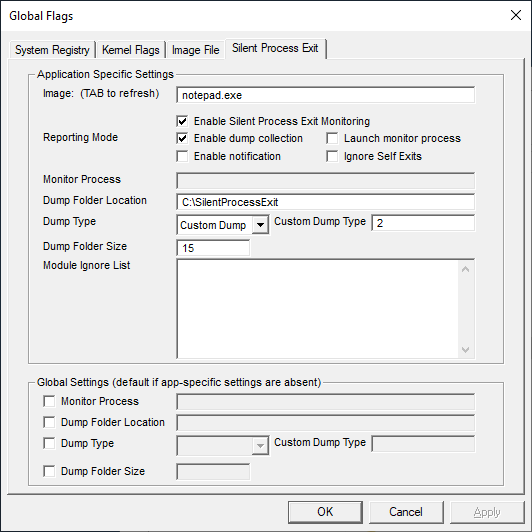 Global Flags
System Registry Kernel Flags Image File Silent Process Exit
Application Specific Settings
Image: (TAB to refresh) notepad.exe
Enable Silent Process Exit Monitoring
Reporting Mode Enable dump collection Launch monitor process
Enable notification Ignore Self Exits
Monitor Process
Dump Folder Location C:\SilentProcessExit
Dump Type Custom Dump Custom Dump Type 2
Dump Folder Size 15
Module Ignore List
Global Settings (default if app-specific settings are absent)
Monitor Process
Dump Folder Location
Dump Type Custom Dump Type
Dump Folder Size
OK Cancel Apply